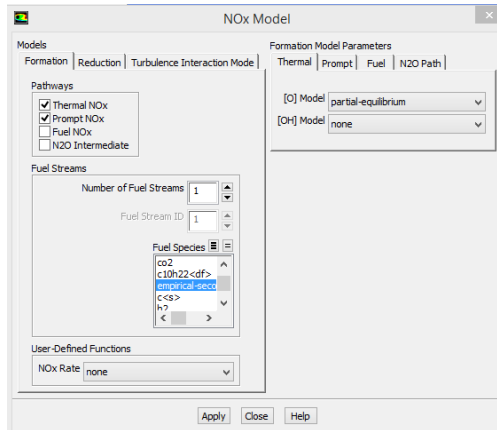 NOx Model
Models
Formation Reduction Turbulence Interaction Mode
Pathways
Thermal NOx
Prompt NOx
Fuel NOx
N2O Intermediate
Fuel Streams
Number of Fuel Streams 1
Fuel Stream ID 1
Fuel Species
co2
c10h22<df>
empirical-seco
c<s>
h2
User-Defined Functions
NOx Rate none
Formation Model Parameters
Thermal Prompt Fuel N2O Path
[O] Model partial-equilibrium
[OH] Model none
Apply Close Help